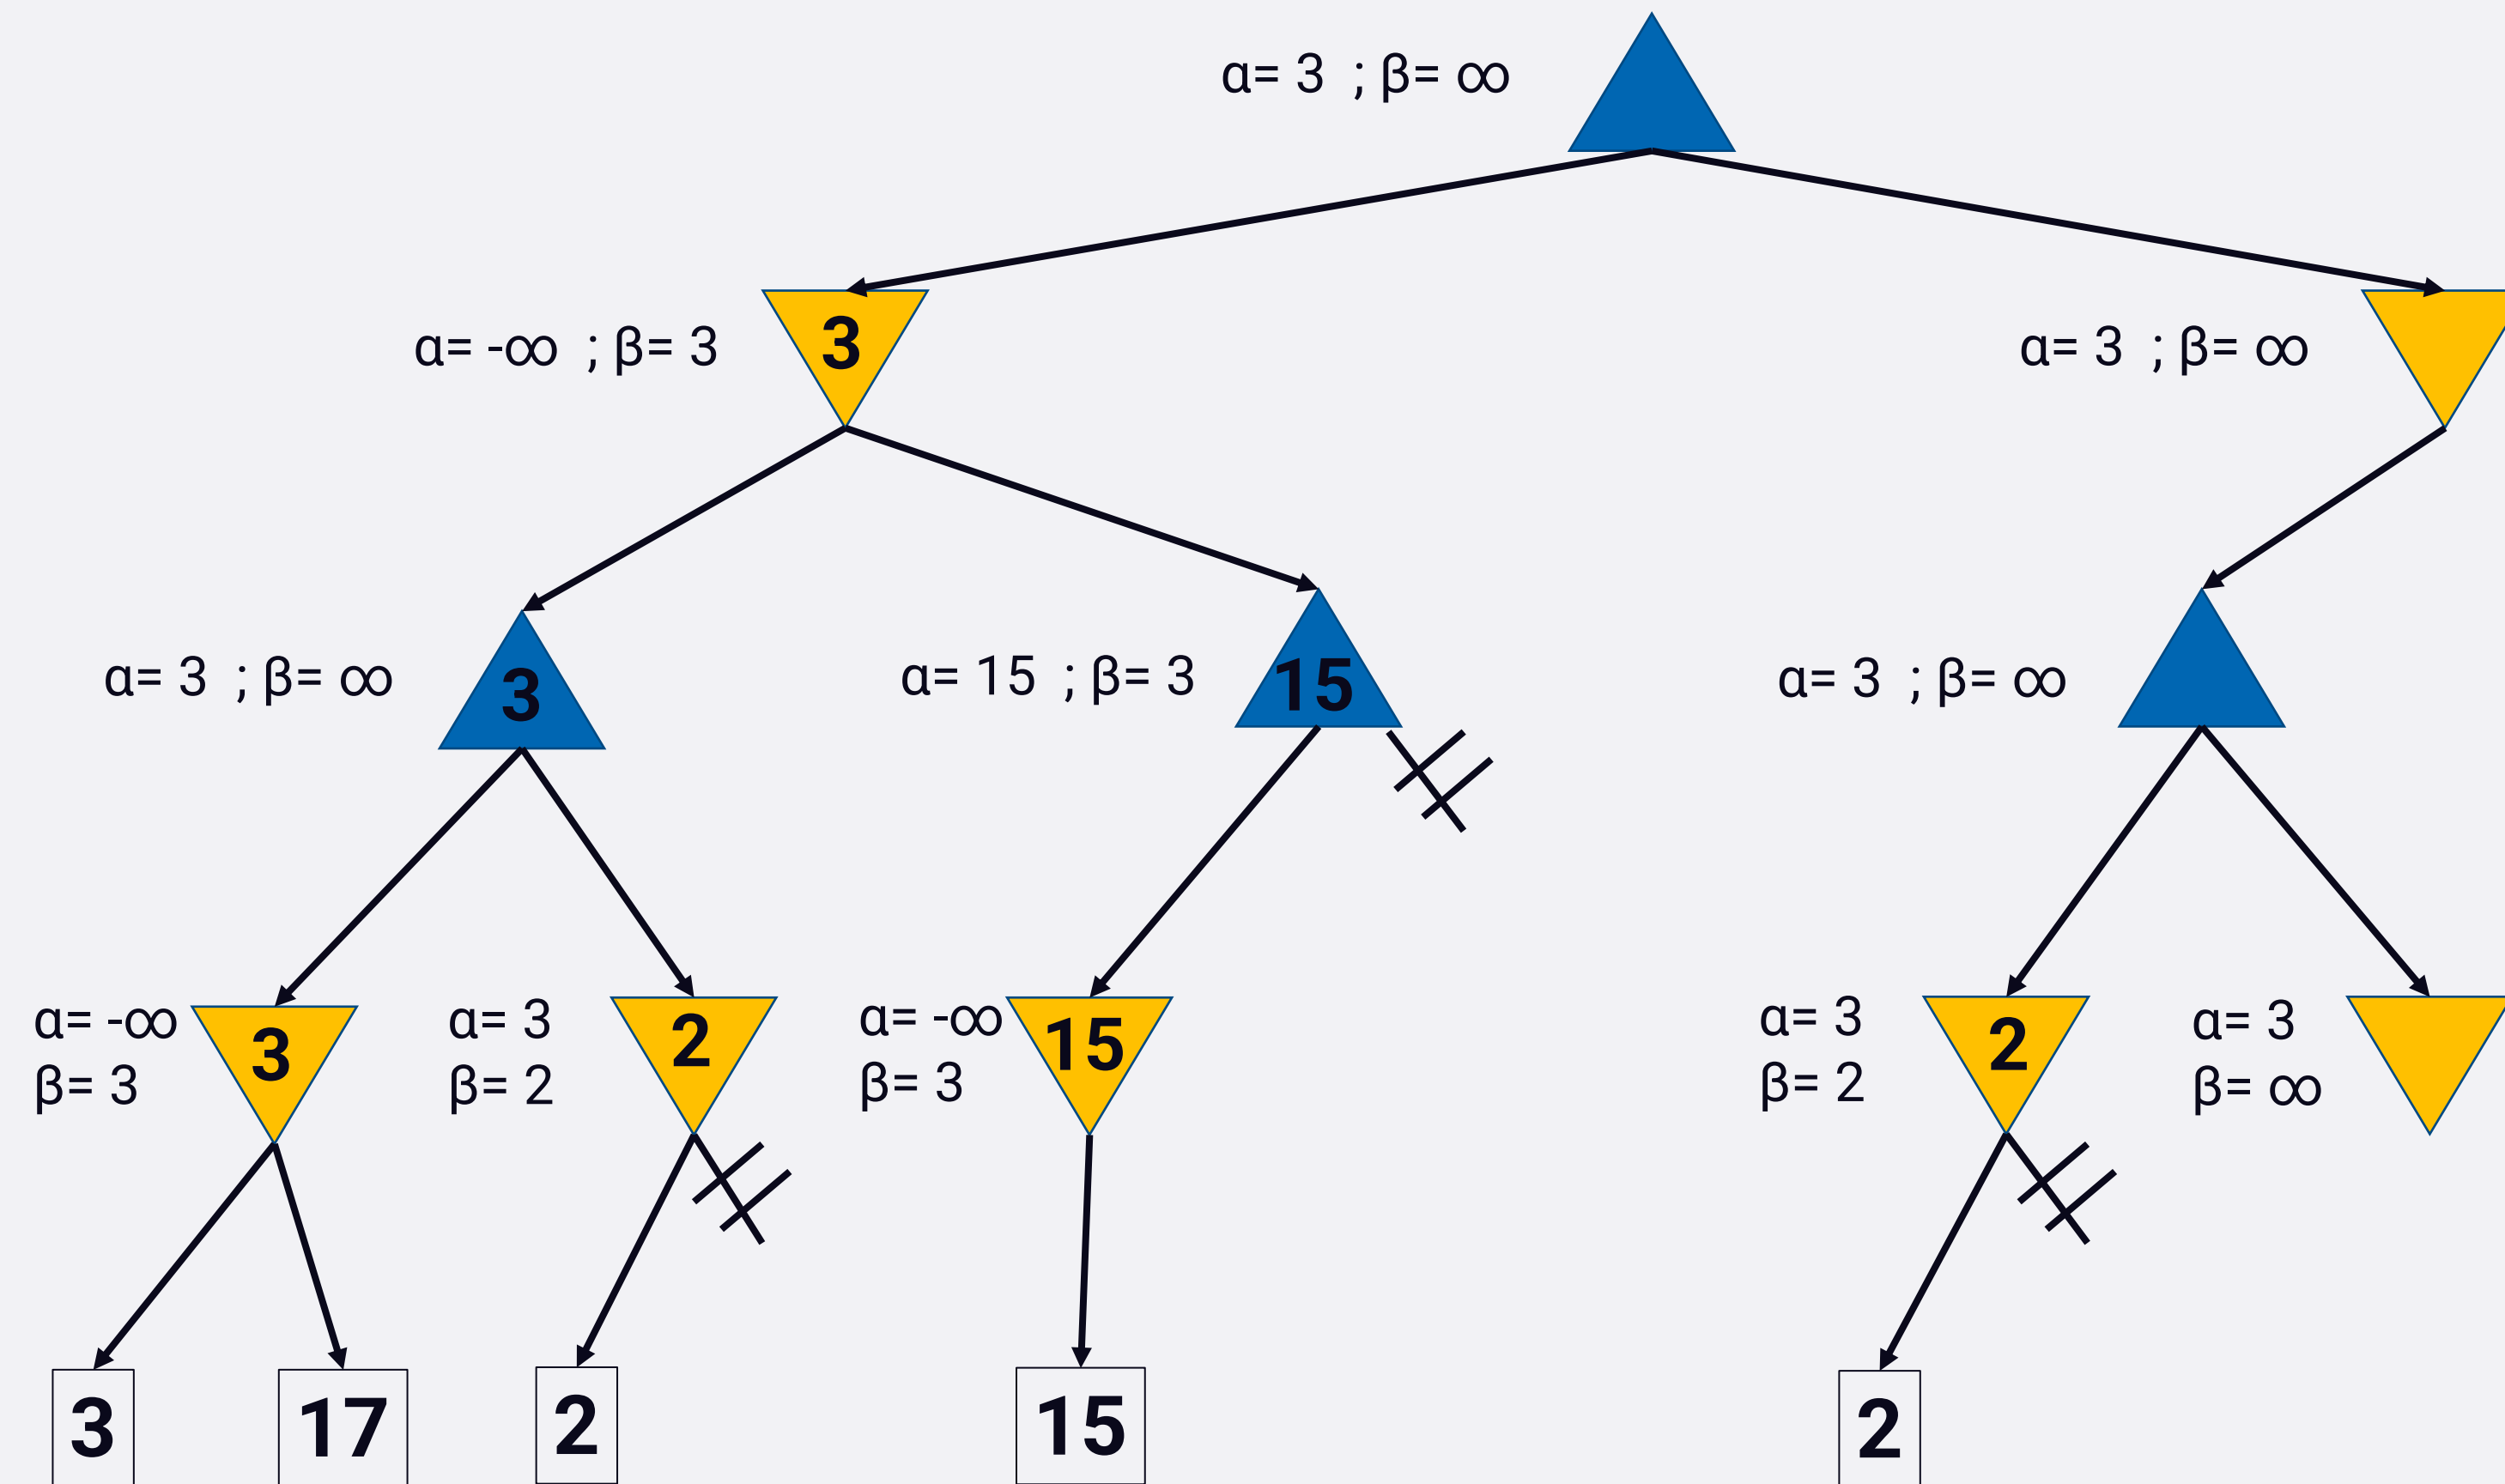 α= 3 ; β= ∞
α= -∞ ; β= 3
3
α= 3 ; β= ∞
α= 3 ; β= ∞
3
α= 15 ; β= 3
15
α= 3 ; β= ∞
α= -∞
β= 3
3
α= 3
β= 2
2
α= -∞
β= 3
15
α= 3
β= 2
2
α= 3
β= ∞
3
17
2
15
2